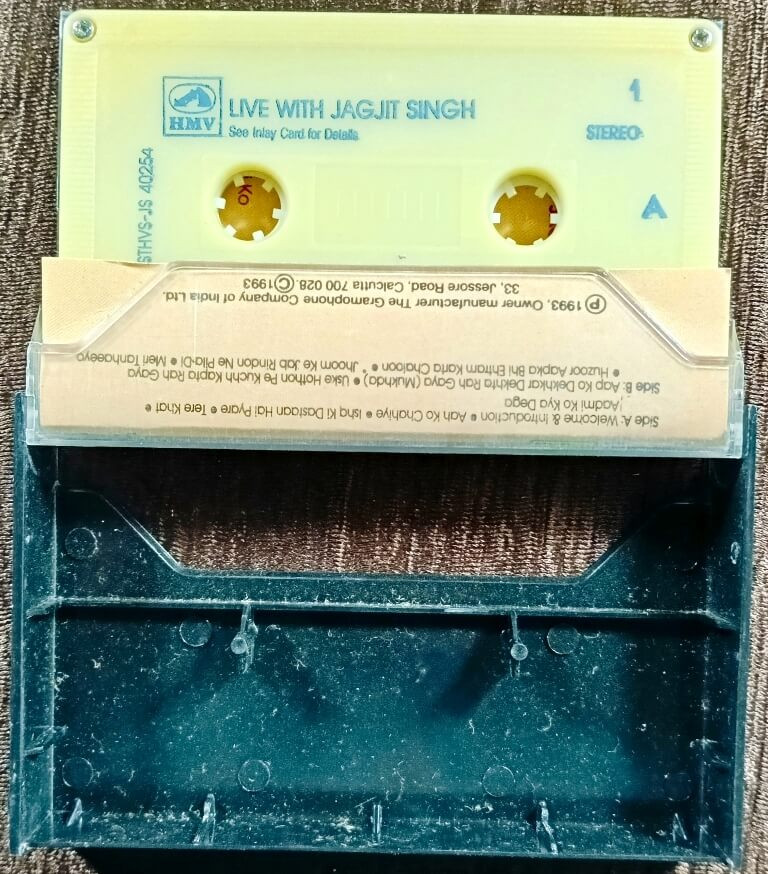 HMV
LIVE WITH JAGJIT SINGH
See Inlay Card for Details
1
STEREO
A
STHVS-JS 40254
Side A: Welcome & Introduction ● Aah Ko Chahiye ● Ishq Ki Dastaan Hai Pyare ● Tere Khat ●
Aadmi Ko Kya Dega
Side B: Aap Ko Dekhkar Dekhta Rah Gaya (Mukhda) ● Uske Hothon Pe Kuchh Kapta Rah Gaya
● Huzoor Aapka Bhi Ehtram Karta Chaloon ● Jhoom Ke Jab Rindon Ne Pila-Di ● Meri Tanhaeeyo
Ⓟ 1993, Owner manufacturer The Gramophone Company of India Ltd.
33, Jessore Road, Calcutta 700 028. Ⓒ 1993